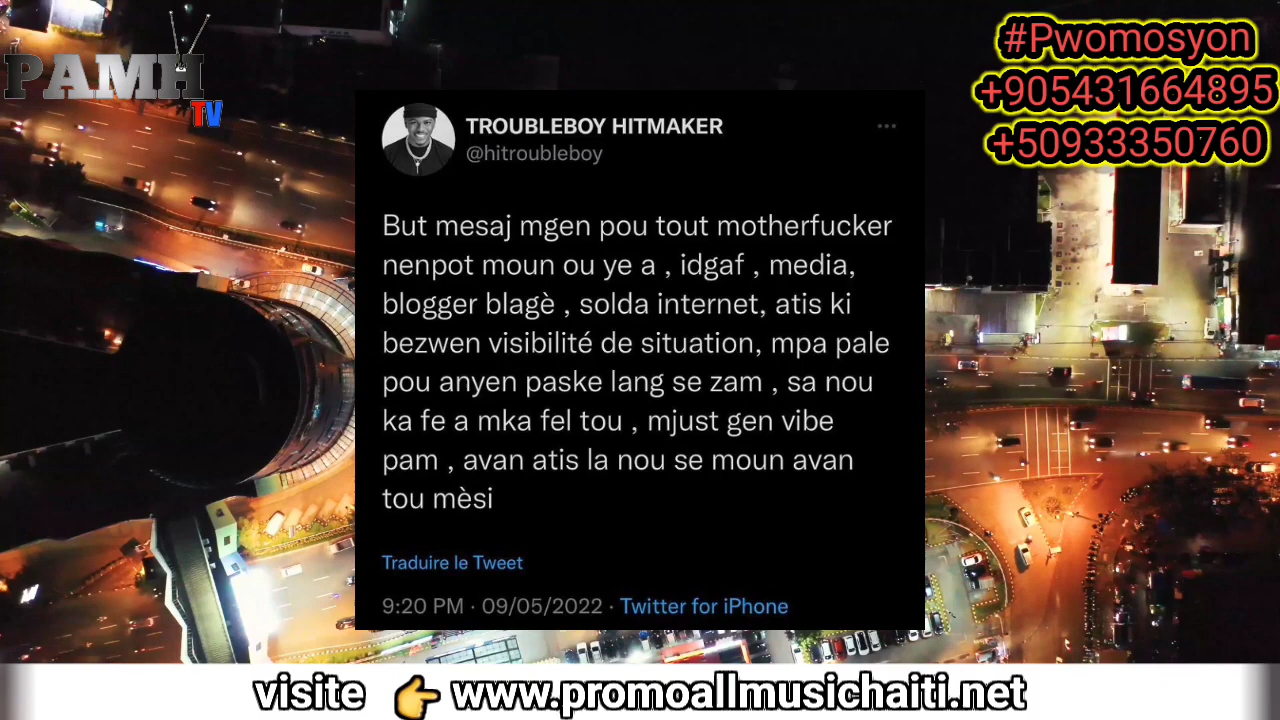 PAMH
TV
#Pwomosyon
+905431664895
+50933350760
TROUBLEBOY HITMAKER
@hitroubleboy
But mesaj mgen pou tout motherfucker
nenpot moun ou ye a , idgaf , media,
blogger blagè , solda internet, atis ki
bezwen visibilité de situation, mpa pale
pou anyen paske lang se zam , sa nou
ka fe a mka fel tou , mjust gen vibe
pam , avan atis la nou se moun avan
tou mèsi
Traduire le Tweet
9:20 PM · 09/05/2022 · Twitter for iPhone
visite 👉 www.promoallmusichaiti.net